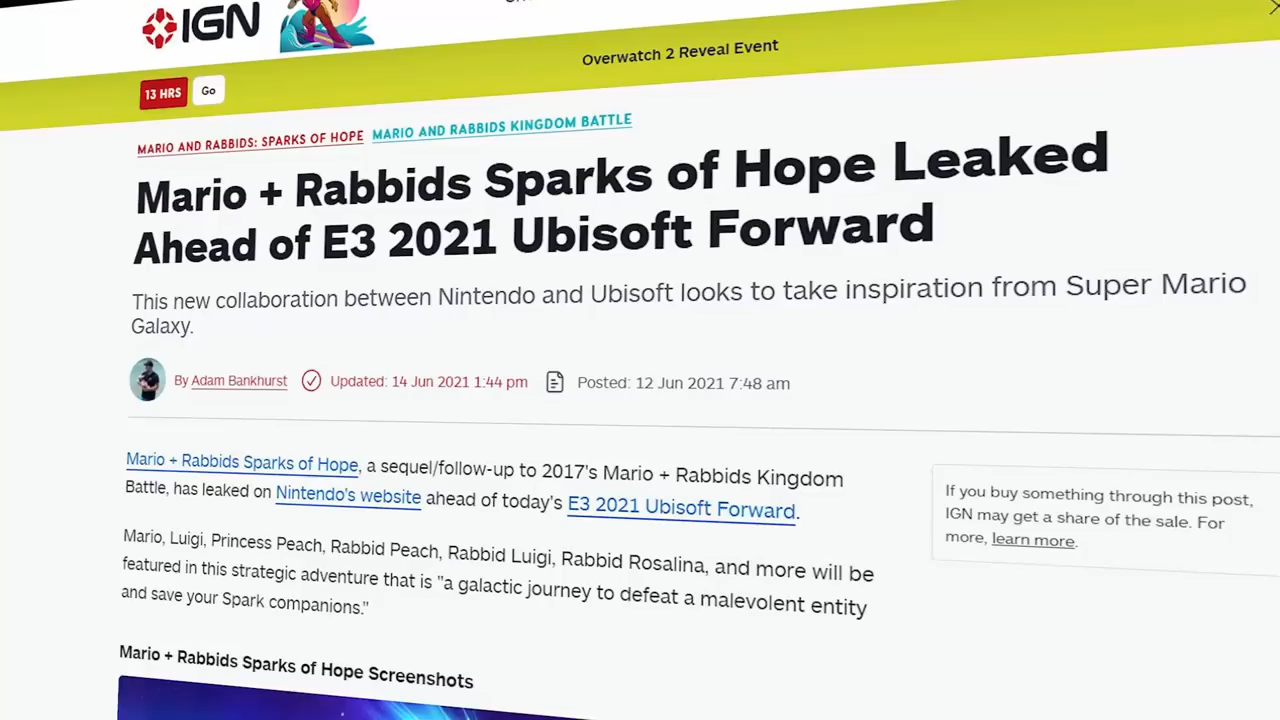 IGN
Overwatch 2 Reveal Event
13 HRS Go
MARIO AND RABBIDS: SPARKS OF HOPE MARIO AND RABBIDS KINGDOM BATTLE
Mario + Rabbids Sparks of Hope Leaked
Ahead of E3 2021 Ubisoft Forward
This new collaboration between Nintendo and Ubisoft looks to take inspiration from Super Mario
Galaxy.
By Adam Bankhurst Updated: 14 Jun 2021 1:44 pm Posted: 12 Jun 2021 7:48 am
Mario + Rabbids Sparks of Hope, a sequel/follow-up to 2017's Mario + Rabbids Kingdom
Battle, has leaked on Nintendo's website ahead of today's E3 2021 Ubisoft Forward.
Mario, Luigi, Princess Peach, Rabbid Peach, Rabbid Luigi, Rabbid Rosalina, and more will be
featured in this strategic adventure that is "a galactic journey to defeat a malevolent entity
and save your Spark companions."
If you buy something through this post,
IGN may get a share of the sale. For
more, learn more.
Mario + Rabbids Sparks of Hope Screenshots